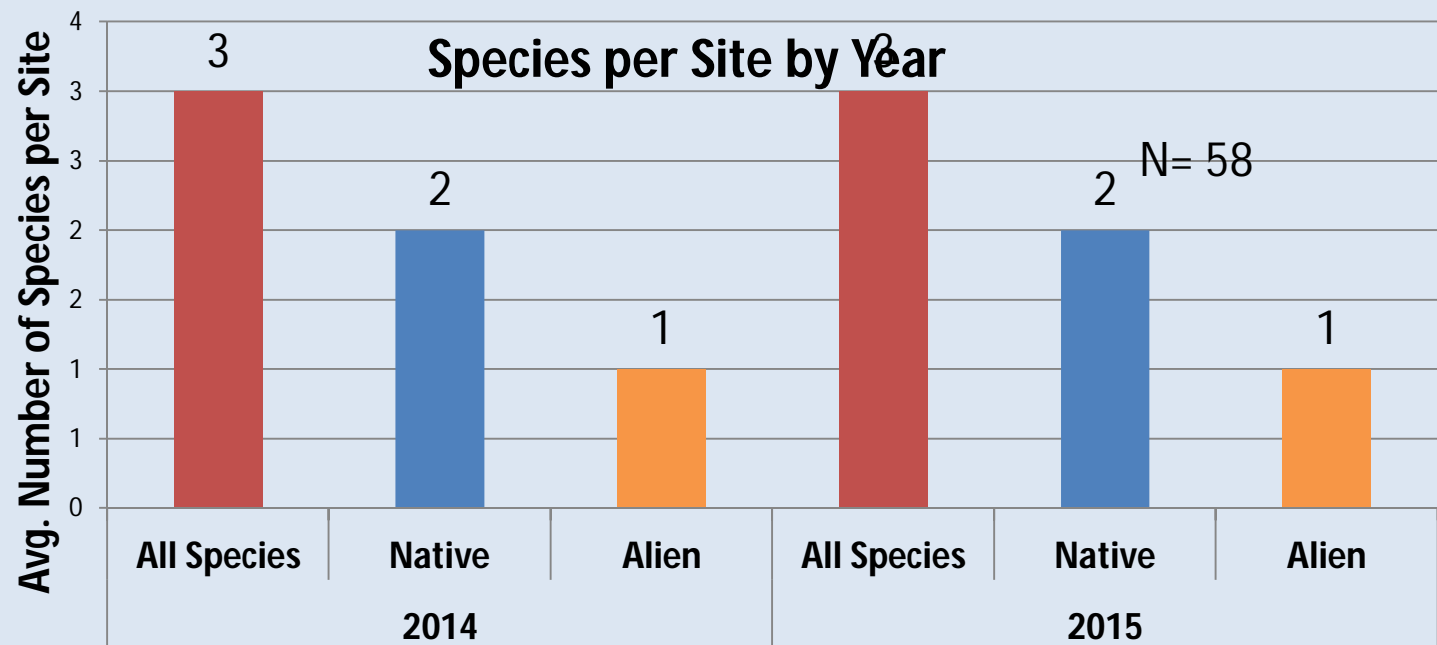 Species per Site by Year
Avg. Number of Species per Site
4
3
3
2
2
1
1
0
3
2
1
3
2
1
N= 58
All Species
Native
Alien
All Species
Native
Alien
2014
2015